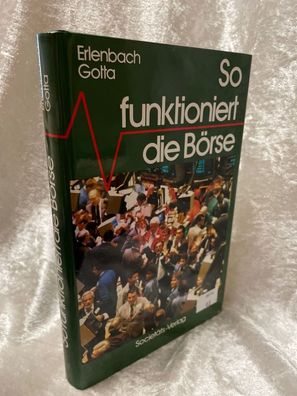 Erlenbach
Gotta
So
funktioniert
die Börse
Societäts-Verlag
Gotta
So funktioniert die Börse